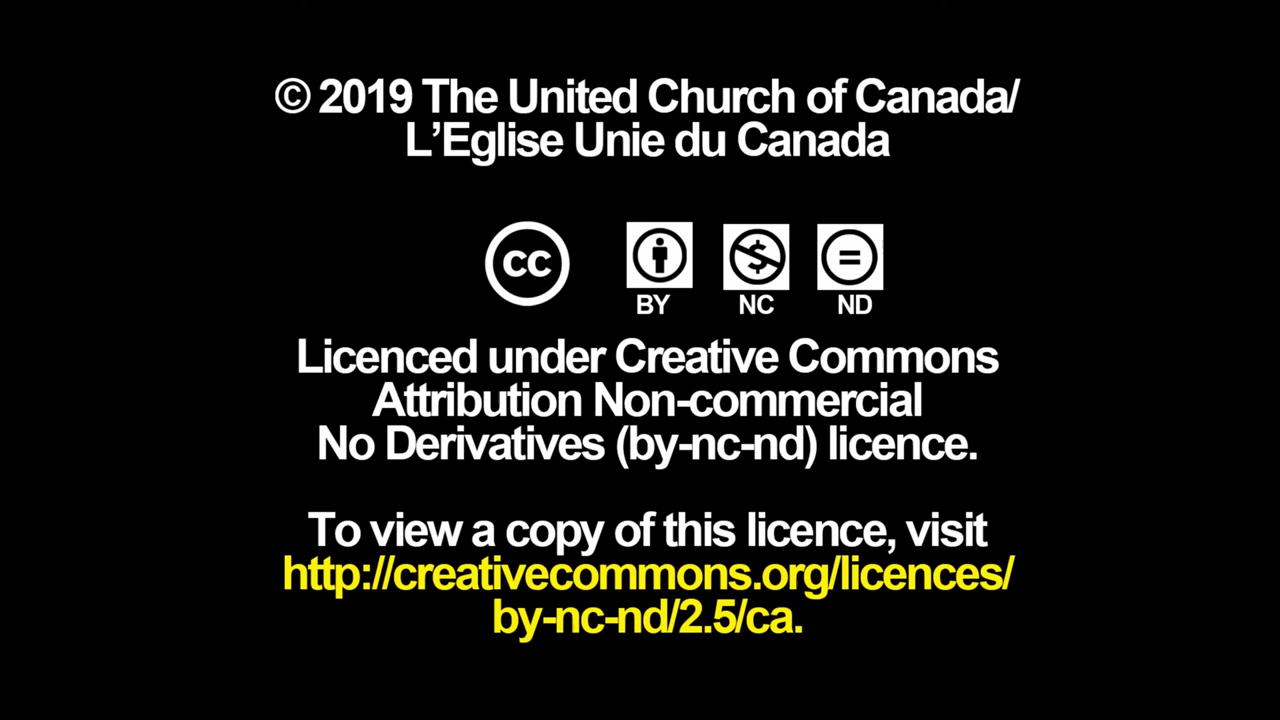 © 2019 The United Church of Canada/
L’Eglise Unie du Canada
cc
BY NC ND
Licenced under Creative Commons
Attribution Non-commercial
No Derivatives (by-nc-nd) licence.
To view a copy of this licence, visit
http://creativecommons.org/licences/
by-nc-nd/2.5/ca.